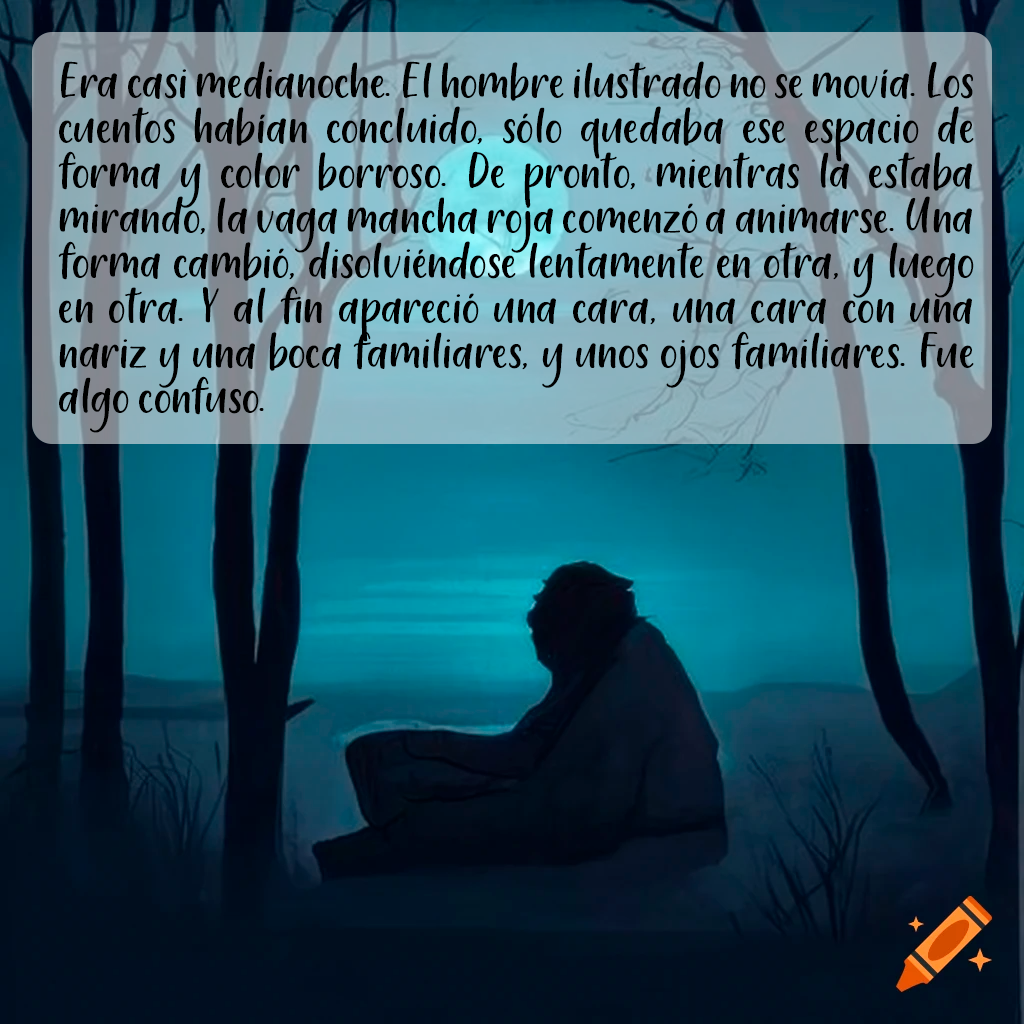 Era casi medianoche. El hombre ilustrado no se movía. Los
cuentos habían concluido, sólo quedaba ese espacio de
forma y color borroso. De pronto, mientras la estaba
mirando, la vaga mancha roja comenzó a animarse. Una
forma cambió, disolviéndose lentamente en otra, y luego
en otra. Y al fin apareció una cara, una cara con una
nariz y una boca familiares, y unos ojos familiares. Fue
algo confuso.